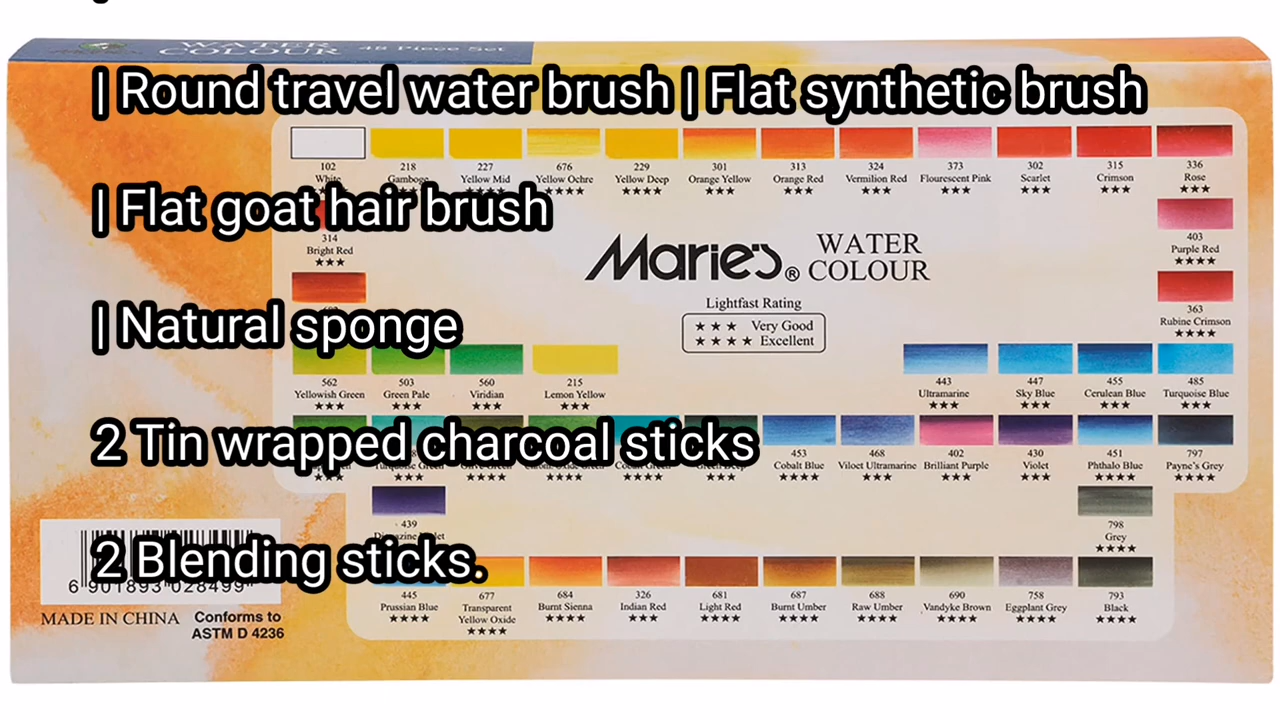 WATER
COLOUR 48 Piece Set
| Round travel water brush | Flat synthetic brush
102 218 227 676 229 301 313 324 373 302 315 336
White Gamboge Yellow Mid Yellow Ochre Yellow Deep Orange Yellow Orange Red Vermilion Red Flourescent Pink Scarlet Crimson Rose
| Flat goat hair brush
314
Bright Red
403
Purple Red
Marie's® WATER
COLOUR
Lightfast Rating
★★★ Very Good
★★★★ Excellent
363
Rubine Crimson
| Natural sponge
562 503 560 215 443 447 455 485
Yellowish Green Green Pale Viridian Lemon Yellow Ultramarine Sky Blue Cerulean Blue Turquoise Blue
2 Tin wrapped charcoal sticks
453 468 402 430 451 797
Cobalt Blue Viloet Ultramarine Brilliant Purple Violet Phthalo Blue Payne's Grey
439
798
Grey
2 Blending sticks.
6 901893 028499
445 677 684 326 681 687 688 690 758 793
Prussian Blue Transparent Yellow Oxide Burnt Sienna Indian Red Light Red Burnt Umber Raw Umber Vandyke Brown Eggplant Grey Black
MADE IN CHINA Conforms to
ASTM D 4236